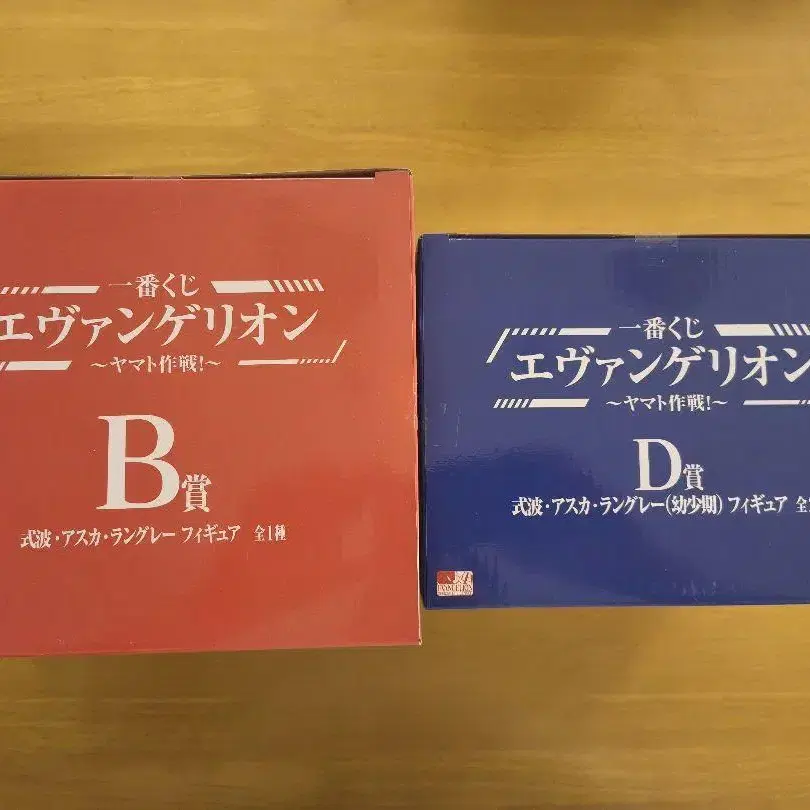 一番くじ
エヴァンゲリオン
～ヤマト作戦!～
B賞
式波・アスカ・ラングレー フィギュア 全1種
一番くじ
エヴァンゲリオン
～ヤマト作戦!～
D賞
式波・アスカ・ラングレー(幼少期) フィギュア 全